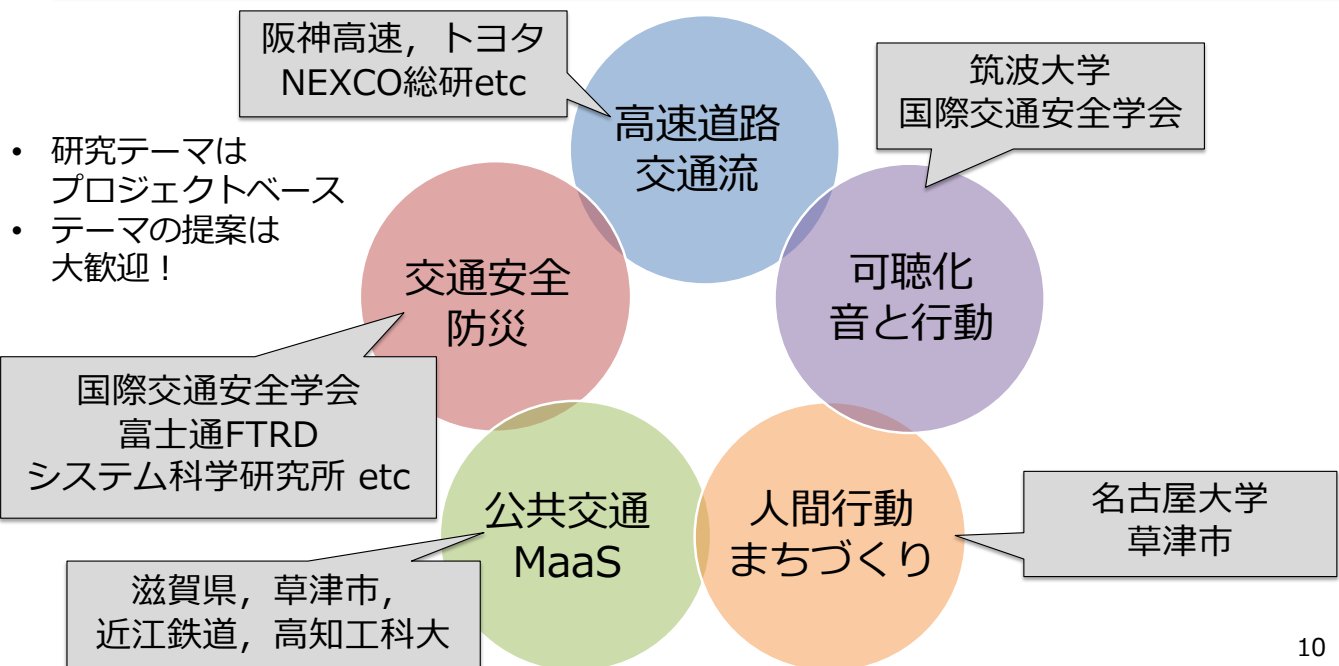 阪神高速，トヨタ
NEXCO総研etc
筑波大学
国際交通安全学会
高速道路
交通流
• 研究テーマは
プロジェクトベース
• テーマの提案は
大歓迎！
交通安全
防災
可聴化
音と行動
国際交通安全学会
富士通FTRD
システム科学研究所 etc
公共交通
MaaS
人間行動
まちづくり
名古屋大学
草津市
滋賀県，草津市，
近江鉄道，高知工科大
10